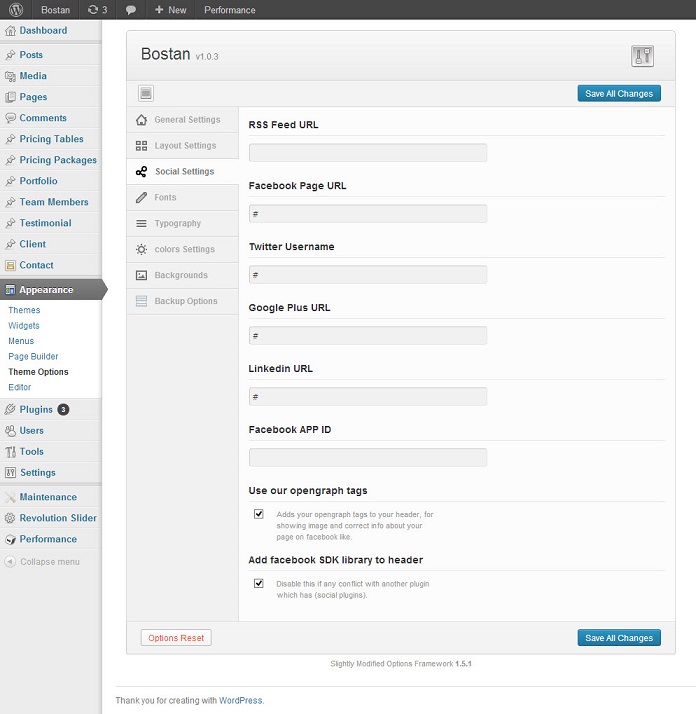 Bostan 3 + New Performance
Dashboard
Posts
Media
Pages
Comments
Pricing Tables
Pricing Packages
Portfolio
Team Members
Testimonial
Client
Contact
Appearance
Themes
Widgets
Menus
Page Builder
Theme Options
Editor
Plugins 3
Users
Tools
Settings
Maintenance
Revolution Slider
Performance
Collapse menu
Bostan v1.0.3
Save All Changes
General Settings
Layout Settings
Social Settings
Fonts
Typography
colors Settings
Backgrounds
Backup Options
RSS Feed URL
Facebook Page URL
#
Twitter Username
#
Google Plus URL
#
Linkedin URL
#
Facebook APP ID
Use our opengraph tags
Adds your opengraph tags to your header, for
showing image and correct info about your
page on facebook like.
Add facebook SDK library to header
Disable this if any conflict with another plugin
which has (social plugins).
Options Reset
Save All Changes
Slightly Modified Options Framework 1.5.1
Thank you for creating with WordPress.